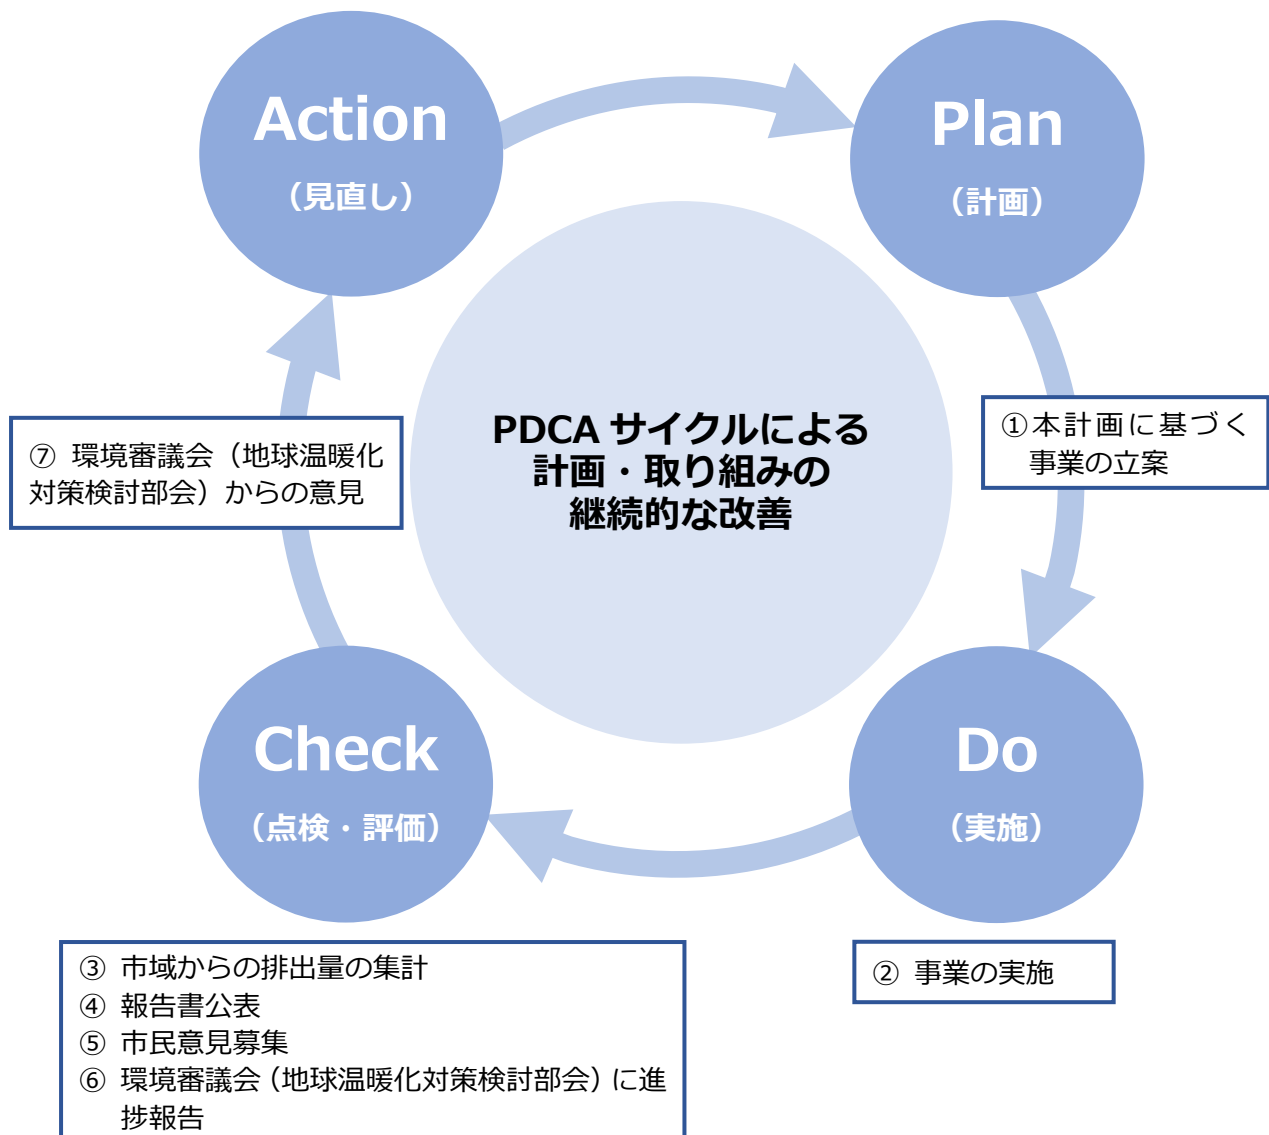 Action
（見直し）
Plan
（計画）
PDCA サイクルによる
計画・取り組みの
継続的な改善
①本計画に基づく
事業の立案
⑦ 環境審議会（地球温暖化
対策検討部会）からの意見
Check
（点検・評価）
Do
（実施）
③ 市域からの排出量の集計
④ 報告書公表
⑤ 市民意見募集
⑥ 環境審議会（地球温暖化対策検討部会）に進
捗報告
② 事業の実施